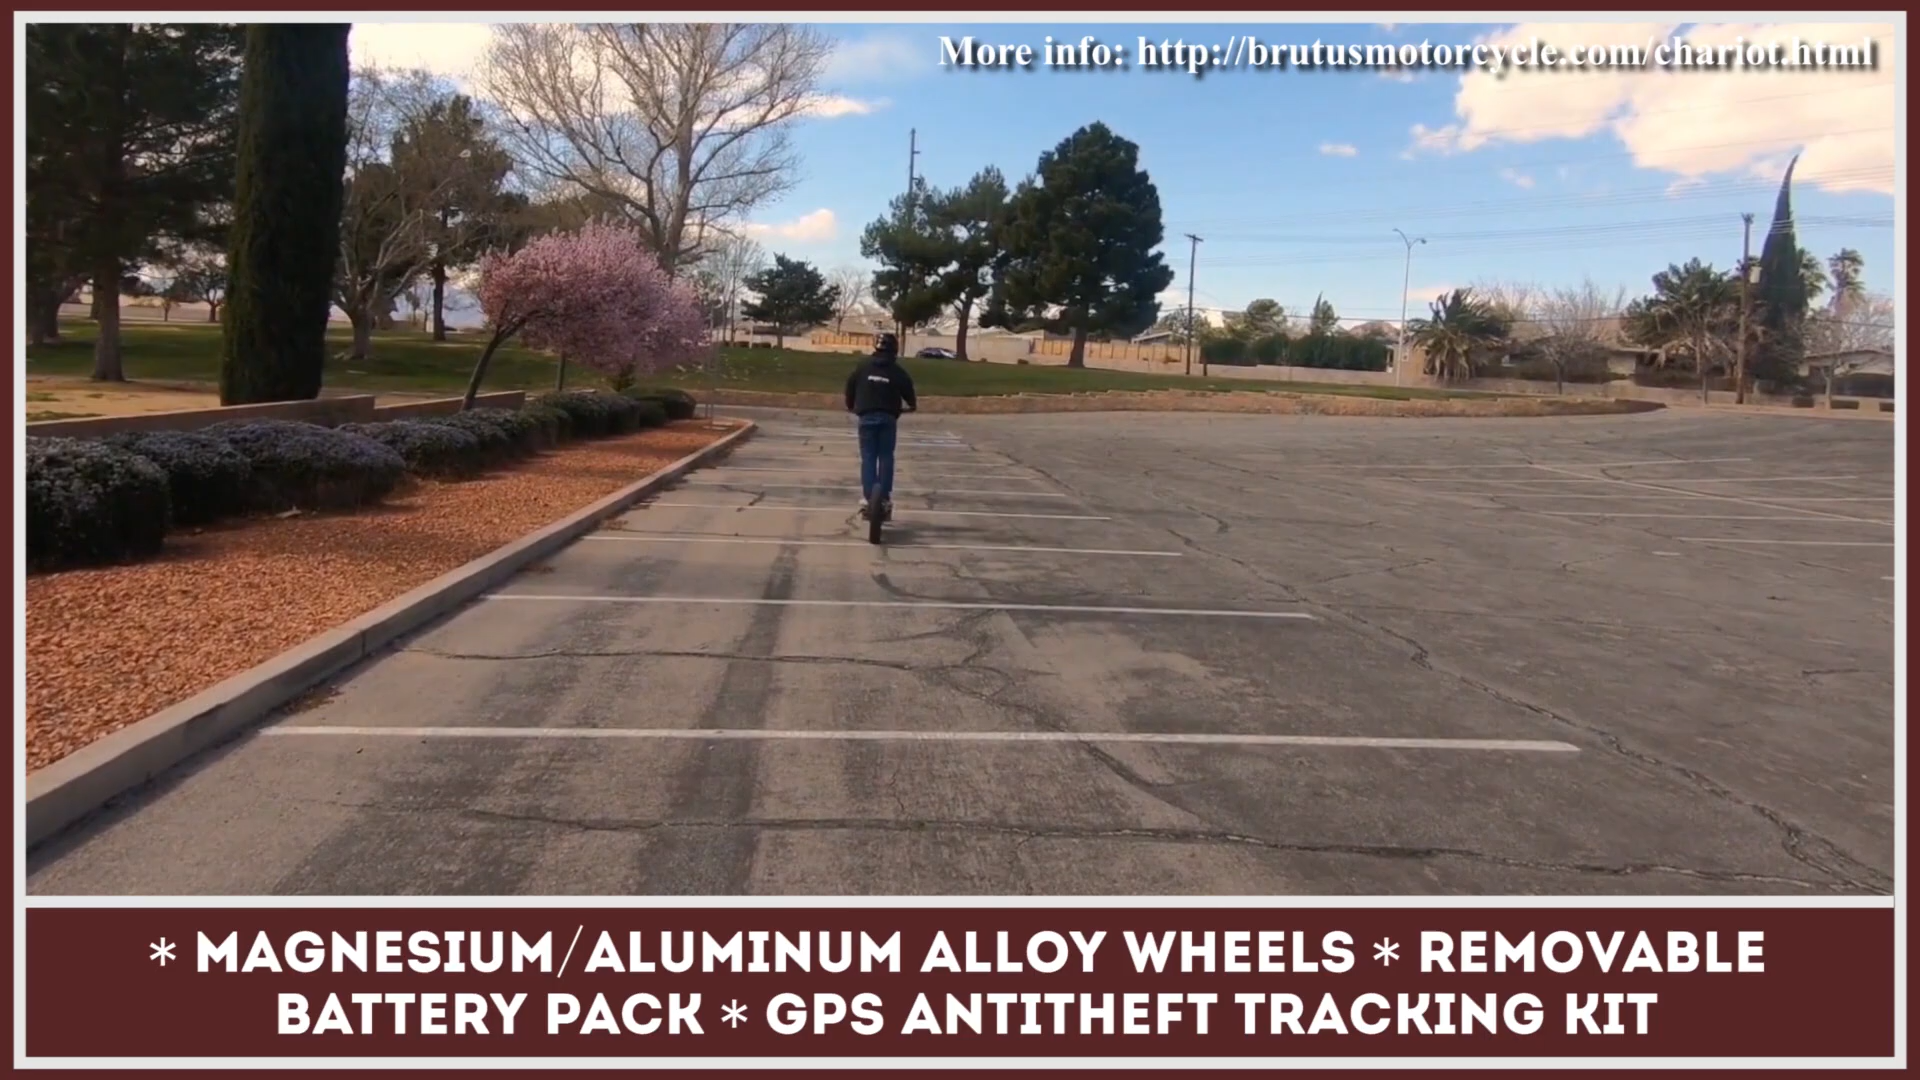 More info: http://brutusmotorcycle.com/chariot.html
* MAGNESIUM/ALUMINUM ALLOY WHEELS * REMOVABLE
BATTERY PACK * GPS ANTITHEFT TRACKING KIT